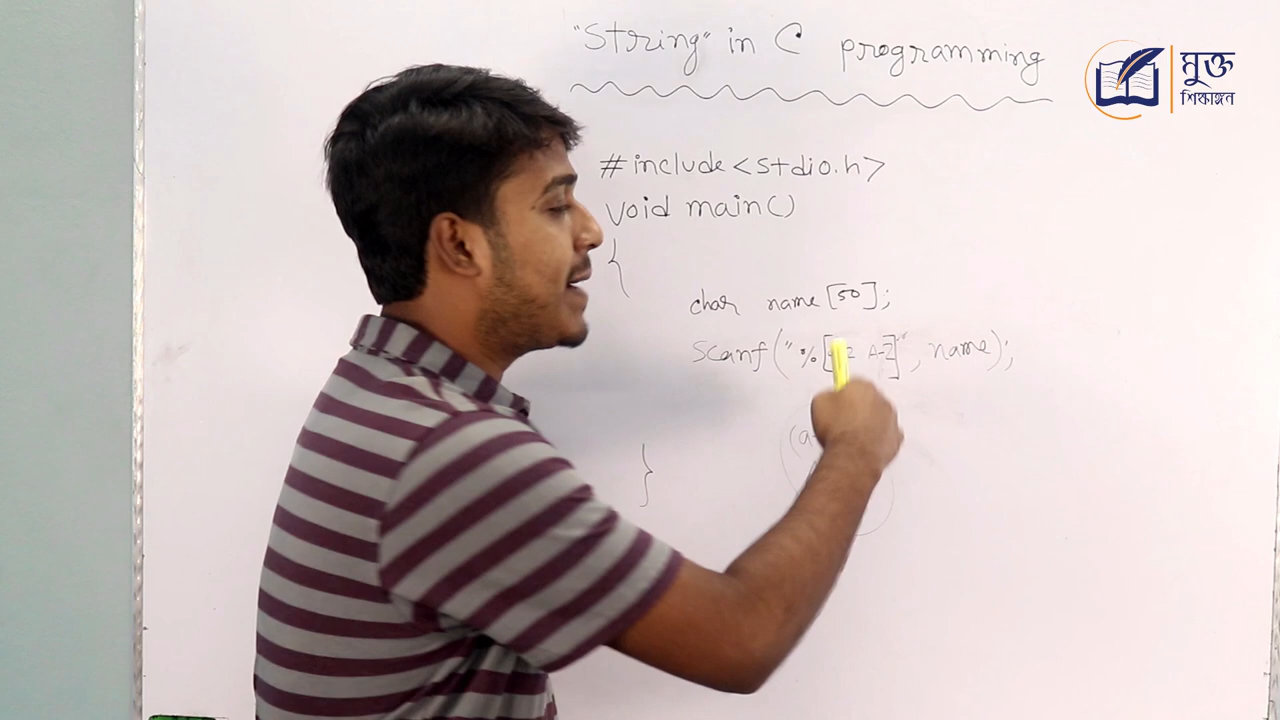 "String" in C programming
মুক্ত
শিক্ষাঙ্গন
#include<stdio.h>
void main()
{
char name[50];
scanf("%[ A-Z]", name);
(a-
}